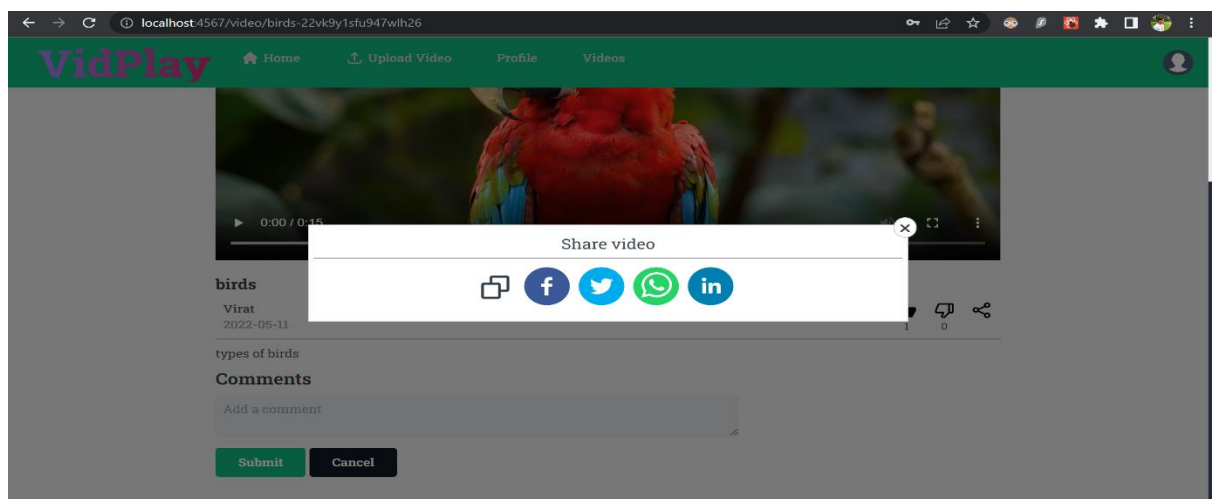 localhost:4567/video/birds-22vk9y1sfu947wlh26
VidPlay Home Upload Video Profile Videos
0:00 / 0:15
Share video
f in
birds
Virat
2022-05-11
1 0
types of birds
Comments
Add a comment
Submit Cancel